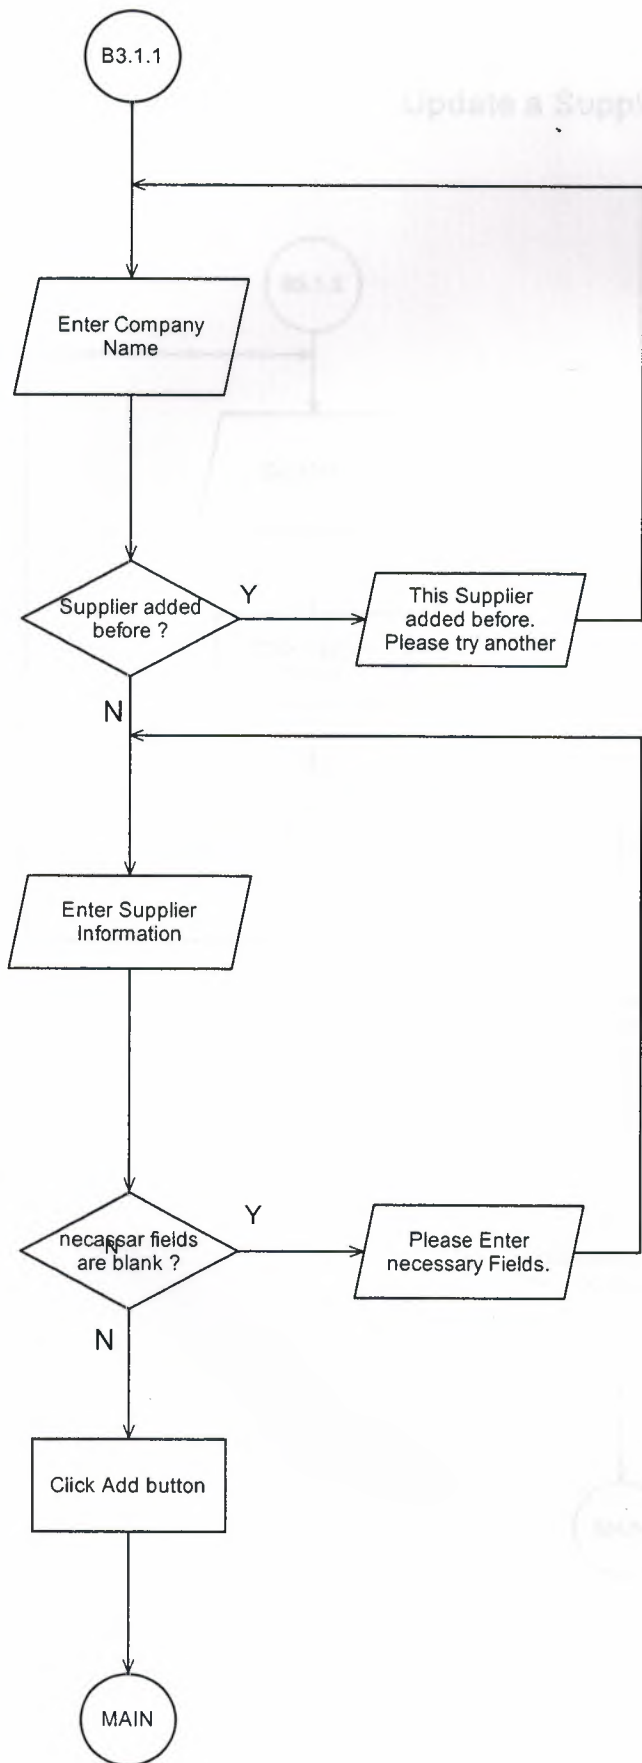 B3.1.1
Update a Suppl
Enter Company
Name
Supplier added
before ?
Y
This Supplier
added before.
Please try another
N
Enter Supplier
Information
necassar fields
are blank ?
N
Y
Please Enter
necessary Fields.
N
Click Add button
MAIN